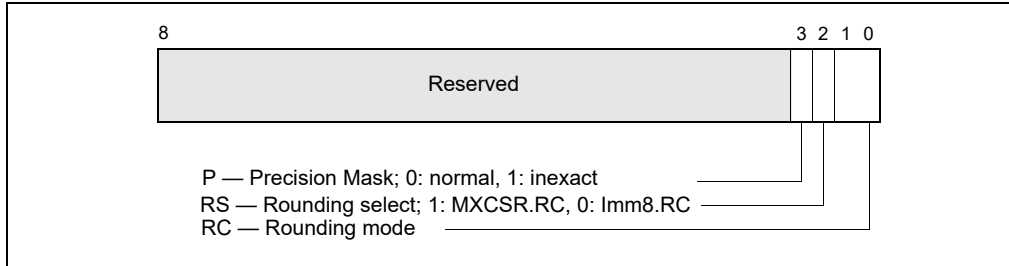 8 3 2 1 0
Reserved
P — Precision Mask; 0: normal, 1: inexact
RS — Rounding select; 1: MXCSR.RC, 0: Imm8.RC
RC — Rounding mode